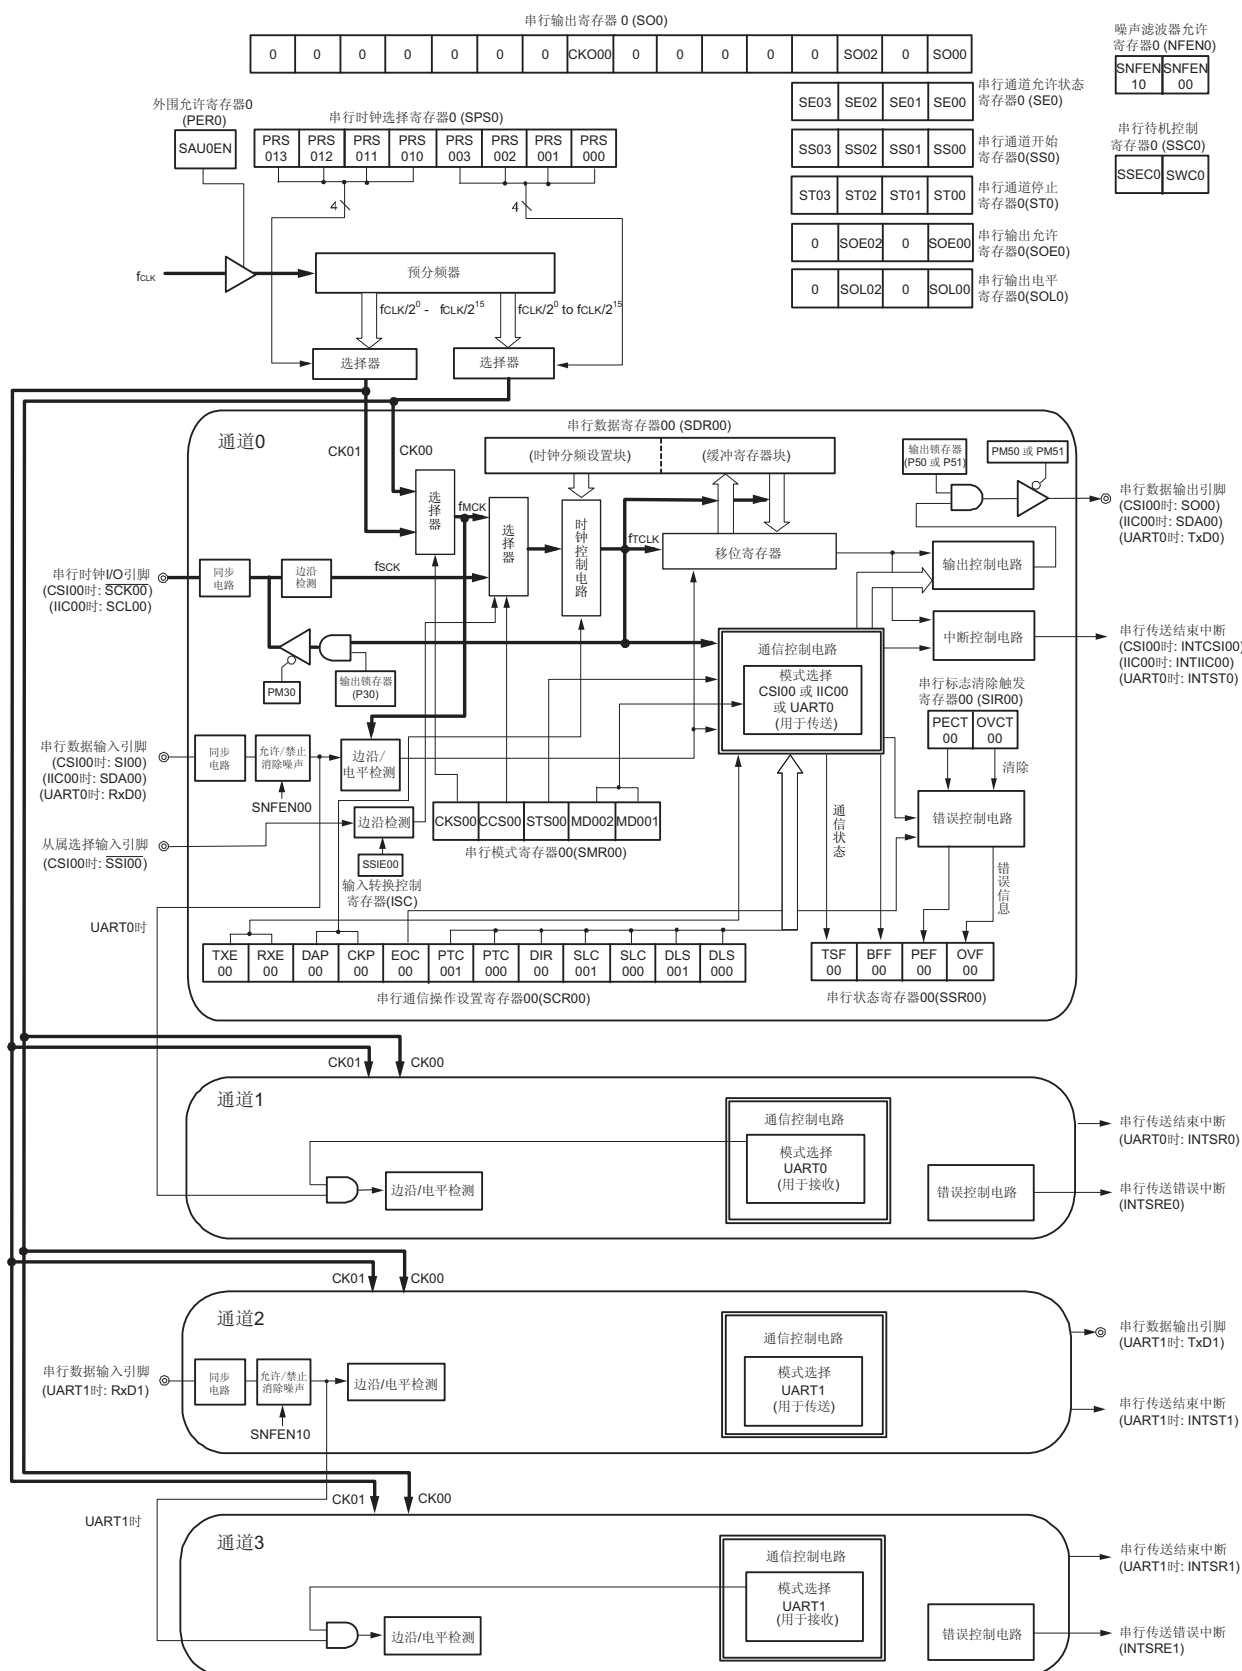 串行输出寄存器 0 (SO0)
0 0 0 0 0 0 0 CKO00 0 0 0 0 0 SO02 0 SO00
噪声滤波器允许
寄存器0 (NFEN0)
SNFEN
10
SNFEN
00
SE03 SE02 SE01 SE00
串行通道允许状态
寄存器0 (SE0)
外围允许寄存器0
(PER0)
SAU0EN
串行时钟选择寄存器0 (SPS0)
PRS
013
PRS
012
PRS
011
PRS
010
PRS
003
PRS
002
PRS
001
PRS
000
SS03 SS02 SS01 SS00
串行通道开始
寄存器0(SS0)
串行待机控制
寄存器0 (SSC0)
SSEC0 SWC0
ST03 ST02 ST01 ST00
串行通道停止
寄存器0(ST0)
4
4
0 SOE02 0 SOE00
串行输出允许
寄存器0(SOE0)
0 SOL02 0 SOL00
串行输出电平
寄存器0(SOL0)
fCLK
预分频器
fCLK/2⁰ - fCLK/2¹⁵
fCLK/2⁰ to fCLK/2¹⁵
选择器
选择器
通道0
CK01
CK00
串行数据寄存器00 (SDR00)
(时钟分频设置块)
(缓冲寄存器块)
输出锁存器
(P50 或 P51)
PM50 或 PM51
串行数据输出引脚
(CSI00时: SO00)
(IIC00时: SDA00)
(UART0时: TxD0)
选择器
fMCK
选择器
时钟控制电路
fTCLK
移位寄存器
输出控制电路
串行时钟I/O引脚
(CSI00时: SCK00)
(IIC00时: SCL00)
同步
电路
边沿
检测
fSCK
通信控制电路
模式选择
CSI00 或 IIC00
或 UART0
(用于传送)
中断控制电路
串行传送结束中断
(CSI00时: INTCSI00)
(IIC00时: INTIIC00)
(UART0时: INTST0)
PM30
输出锁存器
(P30)
串行标志清除触发
寄存器00 (SIR00)
PECT
00
OVCT
00
清除
串行数据输入引脚
(CSI00时: SI00)
(IIC00时: SDA00)
(UART0时: RxD0)
同步
电路
允许/禁止
消除噪声
边沿/
电平检测
SNFEN00
从属选择输入引脚
(CSI00时: SSI00)
边沿检测
SSIE00
输入转换控制
寄存器(ISC)
CKS00 CCS00 STS00 MD002 MD001
串行模式寄存器00(SMR00)
通信状态
错误控制电路
错误信息
UART0时
TXE
00
RXE
00
DAP
00
CKP
00
EOC
00
PTC
001
PTC
000
DIR
00
SLC
001
SLC
000
DLS
001
DLS
000
串行通信操作设置寄存器00(SCR00)
TSF
00
BFF
00
PEF
00
OVF
00
串行状态寄存器00(SSR00)
CK01
CK00
通道1
通信控制电路
模式选择
UART0
(用于接收)
边沿/电平检测
错误控制电路
串行传送结束中断
(UART0时: INTSR0)
串行传送错误中断
(INTSRE0)
CK01
CK00
通道2
串行数据输入引脚
(UART1时: RxD1)
同步
电路
允许/禁止
消除噪声
边沿/电平检测
SNFEN10
通信控制电路
模式选择
UART1
(用于传送)
串行数据输出引脚
(UART1时: TxD1)
串行传送结束中断
(UART1时: INTST1)
CK01
CK00
UART1时
通道3
通信控制电路
模式选择
UART1
(用于接收)
边沿/电平检测
错误控制电路
串行传送结束中断
(UART1时: INTSR1)
串行传送错误中断
(INTSRE1)